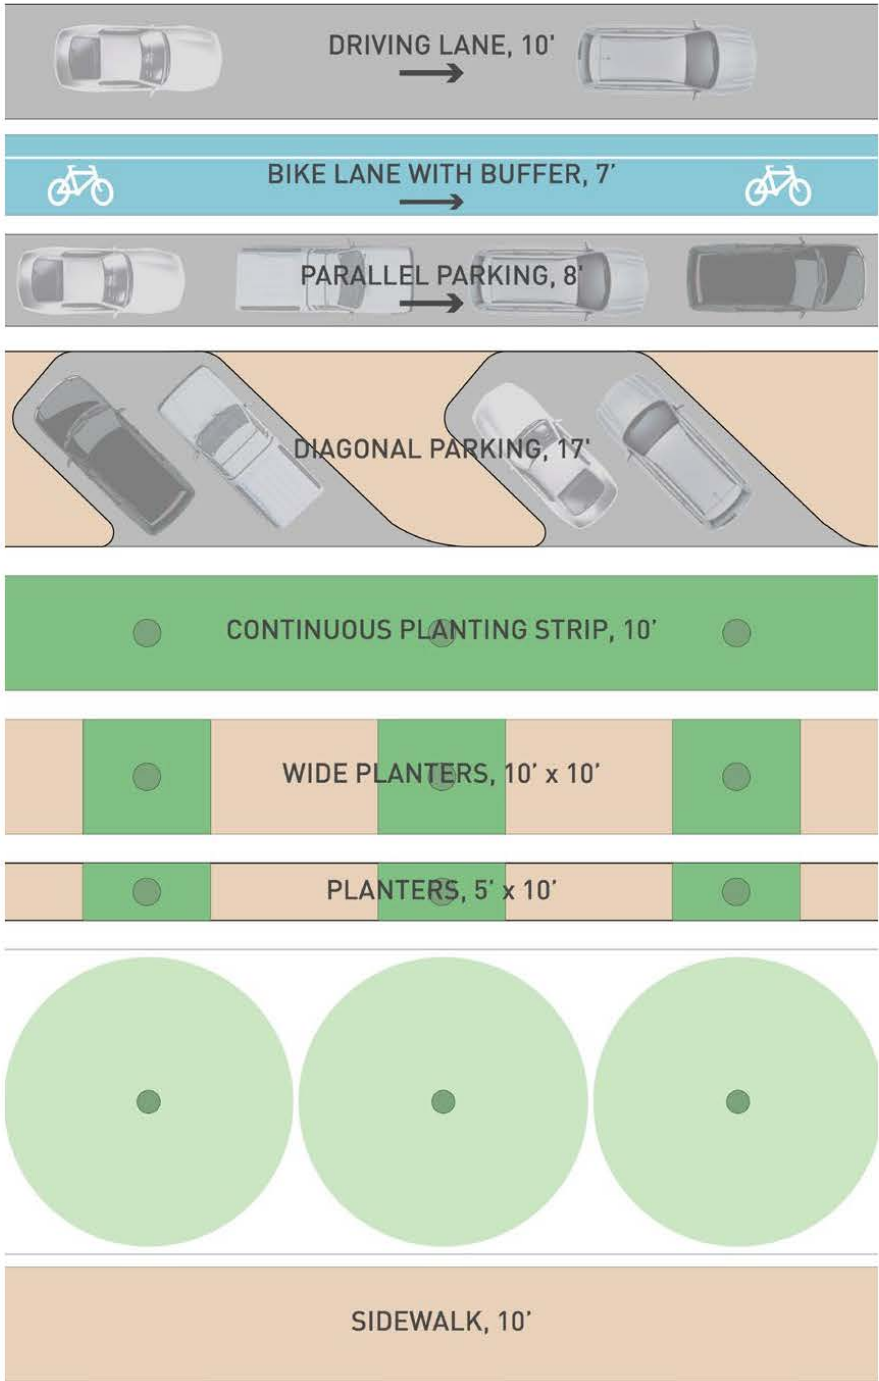 DRIVING LANE, 10'
BIKE LANE WITH BUFFER, 7'
PARALLEL PARKING, 8'
DIAGONAL PARKING, 17'
CONTINUOUS PLANTING STRIP, 10'
WIDE PLANTERS, 10' x 10'
PLANTERS, 5' x 10'
SIDEWALK, 10'